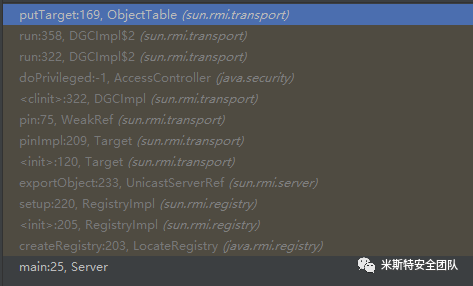 putTarget:169, ObjectTable (sun.rmi.transport)
run:358, DGCImpl$2 (sun.rmi.transport)
run:322, DGCImpl$2 (sun.rmi.transport)
doPrivileged:-1, AccessController (java.security)
<clinit>:322, DGCImpl (sun.rmi.transport)
pin:75, WeakRef (sun.rmi.transport)
pinImpl:209, Target (sun.rmi.transport)
<init>:120, Target (sun.rmi.transport)
exportObject:233, UnicastServerRef (sun.rmi.server)
setup:220, RegistryImpl (sun.rmi.registry)
<init>:205, RegistryImpl (sun.rmi.registry)
createRegistry:203, LocateRegistry (java.rmi.registry)
main:25, Server
米斯特安全团队